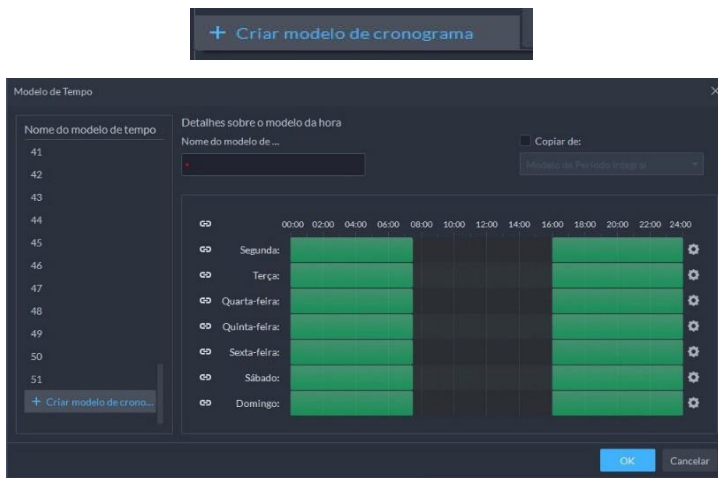 + Criar modelo de cronograma
Modelo de Tempo
Nome do modelo de tempo
41
42
43
44
45
46
47
48
49
50
51
+ Criar modelo de crono...
Detalhes sobre o modelo da hora
Nome do modelo de ...
*
Copiar de:
Modelo de Período Integral
00:00 02:00 04:00 06:00 08:00 10:00 12:00 14:00 16:00 18:00 20:00 22:00 24:00
Segunda:
Terça:
Quarta-feira:
Quinta-feira:
Sexta-feira:
Sábado:
Domingo:
OK Cancelar